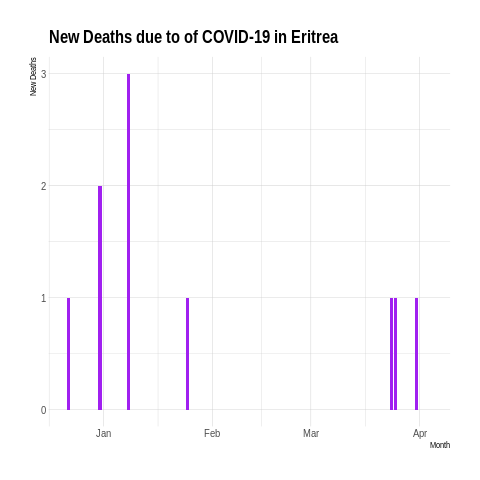 New Deaths due to of COVID-19 in Eritrea
New Deaths
3
2
1
0
Jan Feb Mar Apr
Month